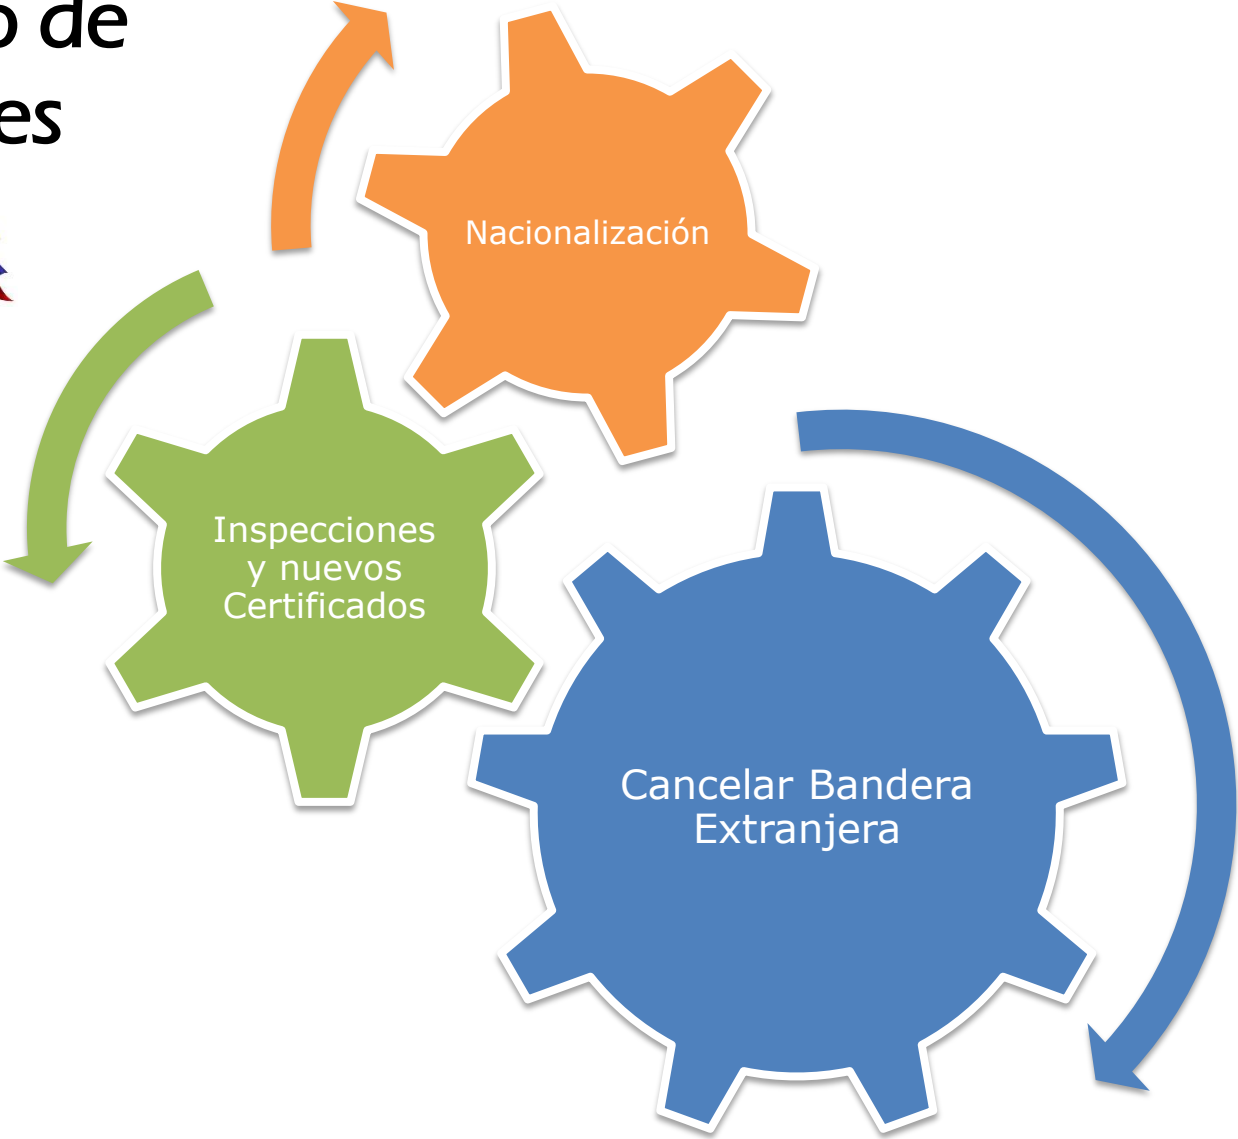 de
es
Nacionalización
Inspecciones
y nuevos
Certificados
Cancelar Bandera
Extranjera